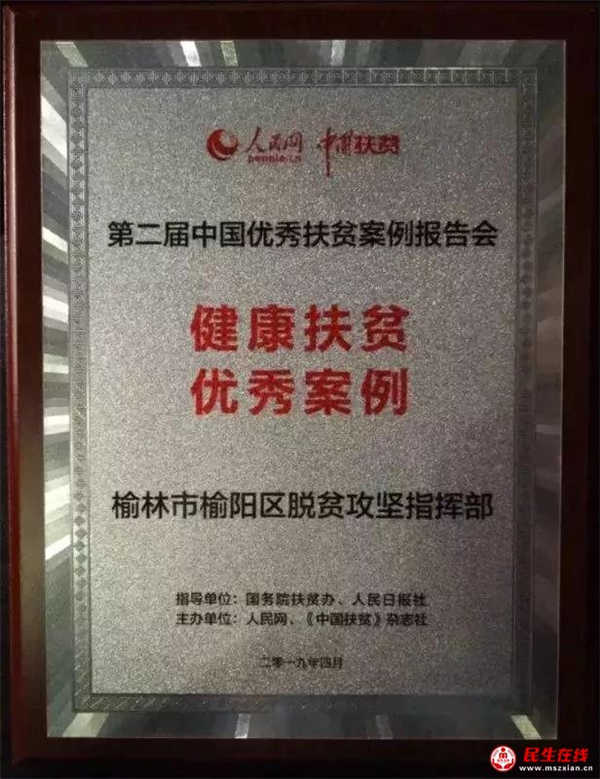 人民网 中国扶贫
people.cn
第二届中国优秀扶贫案例报告会
健康扶贫
优秀案例
榆林市榆阳区脱贫攻坚指挥部
指导单位：国务院扶贫办、人民日报社
主办单位：人民网、《中国扶贫》杂志社
二零一九年四月
民生在线
www.mszxian.cn